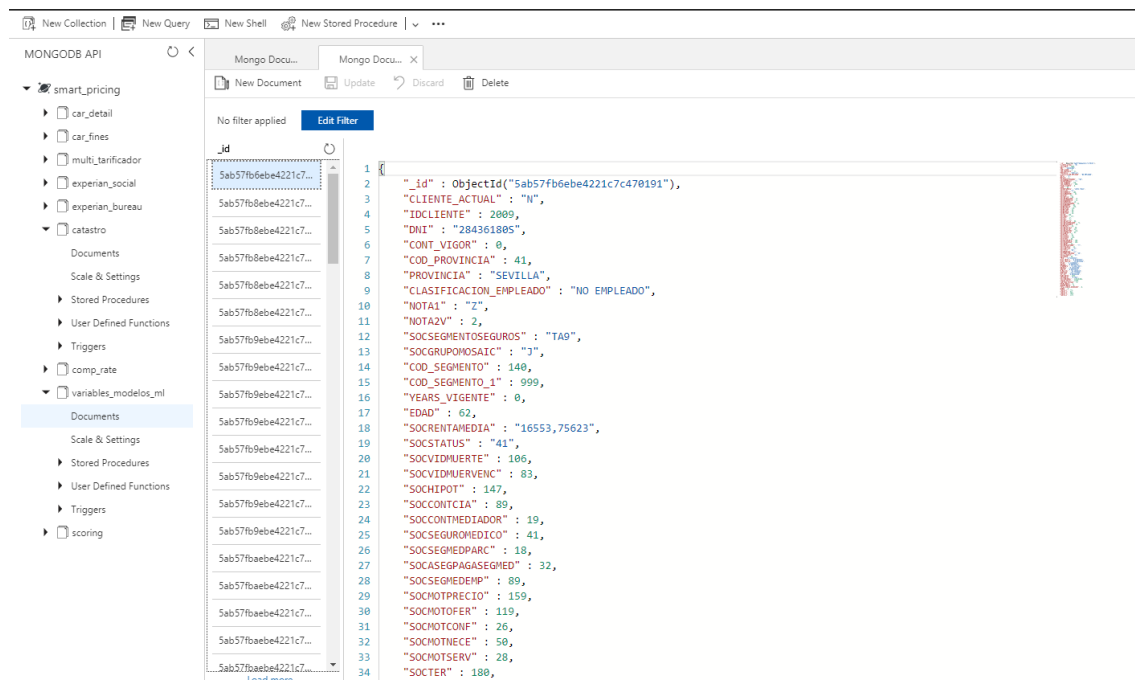 New Collection New Query New Shell New Stored Procedure
MONGODB API
smart_pricing
car_detail
car_fines
multi_tarificador
experian_social
experian_bureau
catastro
Documents
Scale & Settings
Stored Procedures
User Defined Functions
Triggers
comp_rate
variables_modelos_ml
Documents
Scale & Settings
Stored Procedures
User Defined Functions
Triggers
scoring
Mongo Docu... Mongo Docu...
New Document Update Discard Delete
No filter applied Edit Filter
_id
5ab57fb6ebe4221c7...
5ab57fb8ebe4221c7...
5ab57fb8ebe4221c7...
5ab57fb8ebe4221c7...
5ab57fb8ebe4221c7...
5ab57fb8ebe4221c7...
5ab57fb9ebe4221c7...
5ab57fb9ebe4221c7...
5ab57fb9ebe4221c7...
5ab57fb9ebe4221c7...
5ab57fb9ebe4221c7...
5ab57fb9ebe4221c7...
5ab57fb9ebe4221c7...
5ab57fb9ebe4221c7...
5ab57fbaebe4221c7...
5ab57fbaebe4221c7...
5ab57fbaebe4221c7...
5ab57fbaebe4221c7...
5ab57fbaebe4221c7...
Load more
1 {
2 "_id" : ObjectId("5ab57fb6ebe4221c7c470191"),
3 "CLIENTE_ACTUAL" : "N",
4 "IDCLIENTE" : 2009,
5 "DNI" : "28436180S",
6 "CONT_VIGOR" : 0,
7 "COD_PROVINCIA" : 41,
8 "PROVINCIA" : "SEVILLA",
9 "CLASIFICACION_EMPLEADO" : "NO EMPLEADO",
10 "NOTA1" : "Z",
11 "NOTA2V" : 2,
12 "SOCSEGMENTOSEGUROS" : "TA9",
13 "SOCGRUPOMOSAIC" : "J",
14 "COD_SEGMENTO" : 140,
15 "COD_SEGMENTO_1" : 999,
16 "YEARS_VIGENTE" : 0,
17 "EDAD" : 62,
18 "SOCRENTAMEDIA" : "16553,75623",
19 "SOCSTATUS" : "41",
20 "SOCVIDMUERTE" : 106,
21 "SOCVIDMUERVENC" : 83,
22 "SOCHIPOT" : 147,
23 "SOCCONTCIA" : 89,
24 "SOCCONTMEDIADOR" : 19,
25 "SOCSEGUROMEDICO" : 41,
26 "SOCSEGMEDPARC" : 18,
27 "SOCASEGPAGASEGMED" : 32,
28 "SOCSEGMEDEMP" : 89,
29 "SOCMOTPRECIO" : 159,
30 "SOCMOTOFER" : 119,
31 "SOCMOTCONF" : 26,
32 "SOCMOTNECE" : 50,
33 "SOCMOTSERV" : 28,
34 "SOCTER" : 180,